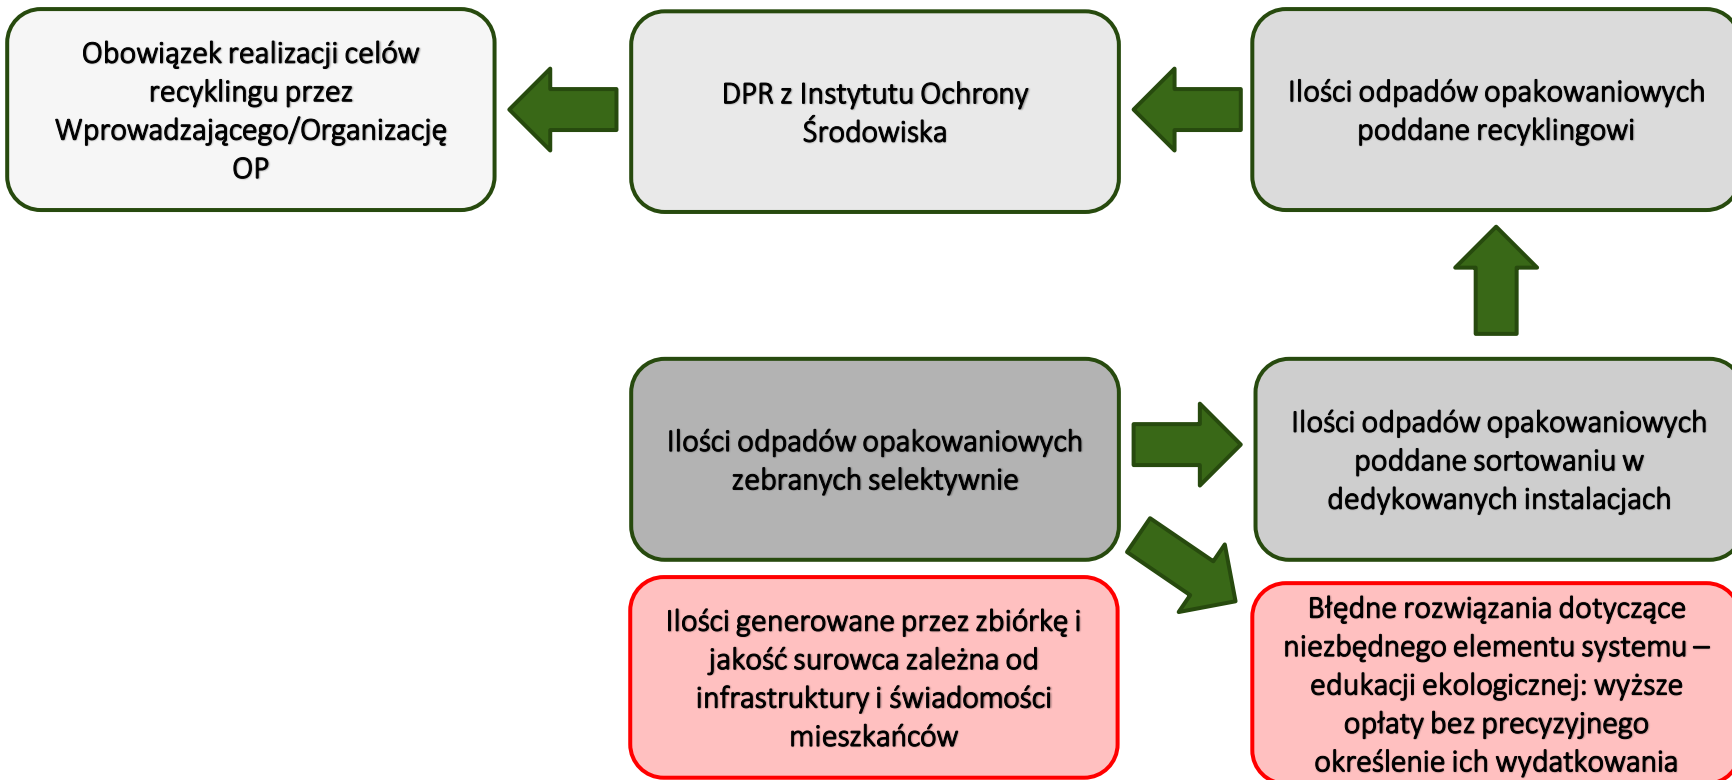 Obowiązek realizacji celów
recyklingu przez
Wprowadzającego/Organizację
OP
DPR z Instytutu Ochrony
Środowiska
Ilości odpadów opakowaniowych
poddane recyklingowi
Ilości odpadów opakowaniowych
zebranych selektywnie
Ilości odpadów opakowaniowych
poddane sortowaniu w
dedykowanych instalacjach
Ilości generowane przez zbiórkę i
jakość surowca zależna od
infrastruktury i świadomości
mieszkańców
Błędne rozwiązania dotyczące
niezbędnego elementu systemu –
edukacji ekologicznej: wyższe
opłaty bez precyzyjnego
określenie ich wydatkowania